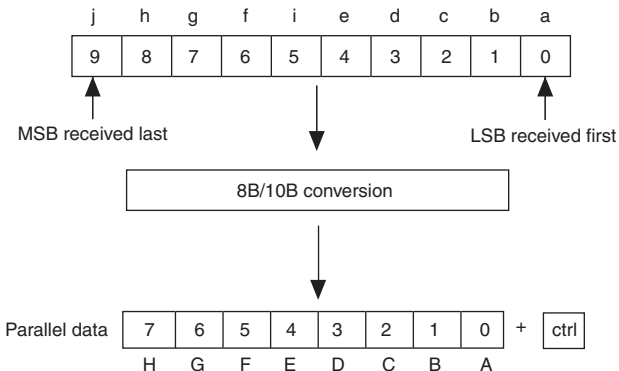 j h g f i e d c b a
9 8 7 6 5 4 3 2 1 0
MSB received last LSB received first
8B/10B conversion
Parallel data 7 6 5 4 3 2 1 0 + ctrl
H G F E D C B A